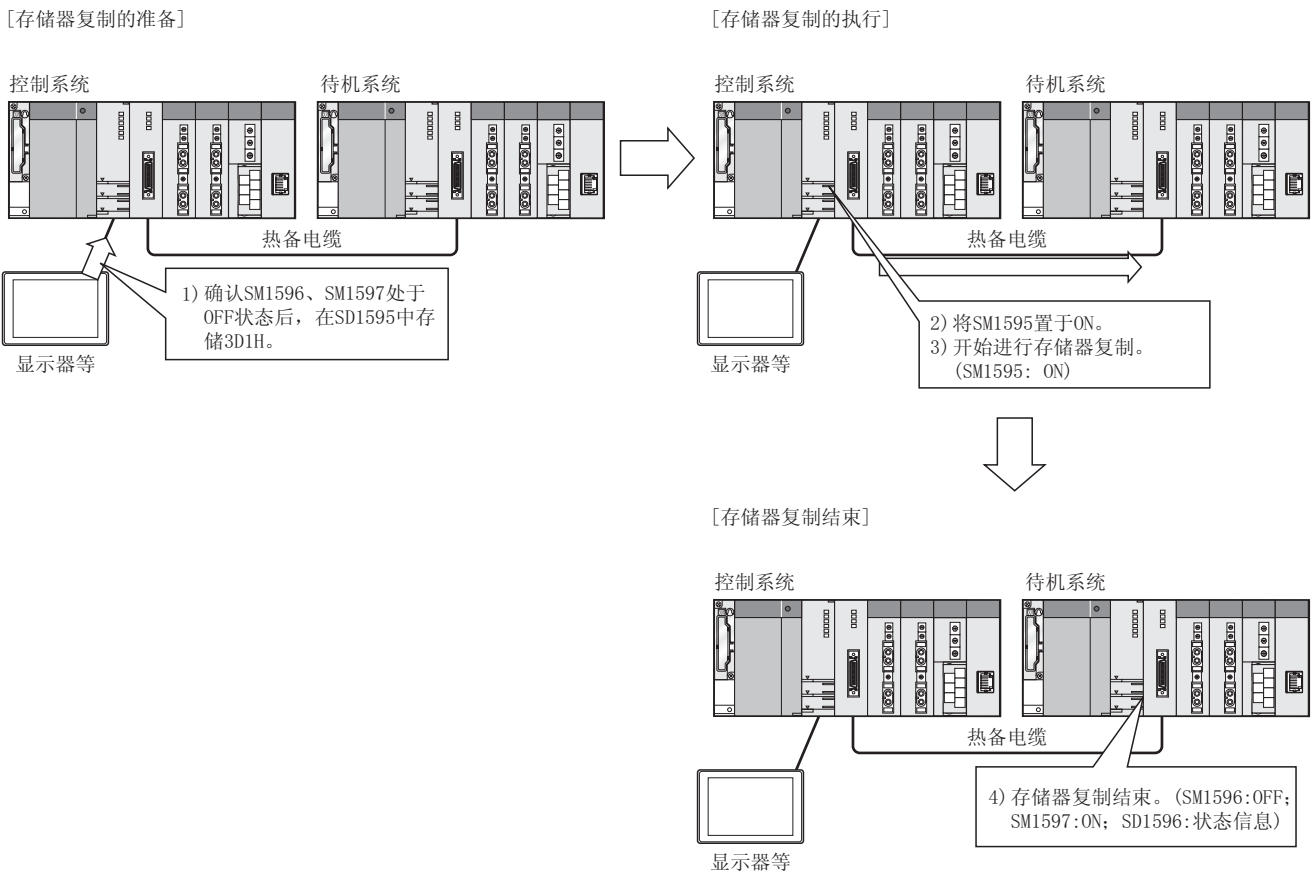 [存储器复制的准备]
控制系统
待机系统
热备电缆
1) 确认SM1596、SM1597处于
OFF状态后，在SD1595中存
储3D1H。
显示器等
[存储器复制的执行]
控制系统
待机系统
热备电缆
2) 将SM1595置于ON。
3) 开始进行存储器复制。
(SM1595: ON)
显示器等
[存储器复制结束]
控制系统
待机系统
热备电缆
4) 存储器复制结束。(SM1596:OFF;
SM1597:ON; SD1596:状态信息)
显示器等